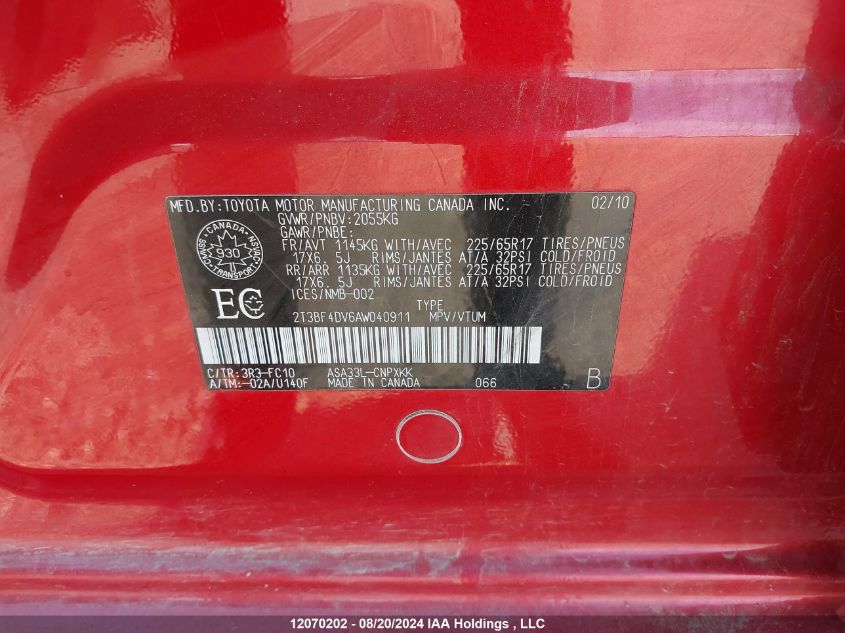 MFD.BY:TOYOTA MOTOR MANUFACTURING CANADA INC. 02/10
GVWR/PNBV:2055KG
GAWR/PNBE:
FR/AVT 1145KG WITH/AVEC 225/65R17 TIRES/PNEUS
17X6.5J RIMS/JANTES AT/A 32PSI COLD/FROID
RR/ARR 1135KG WITH/AVEC 225/65R17 TIRES/PNEUS
17X6.5J RIMS/JANTES AT/A 32PSI COLD/FROID
ICES/NMB-002
TYPE
2T3BF4DV6AW040911 MPV/VTUM
CANADA
930
TRANSPORT
EC
C/TR:3R3-FC10 ASA33L-CNPXKK
A/TM:-02A/U140F MADE IN CANADA 066 B
12070202 - 08/20/2024 IAA Holdings , LLC